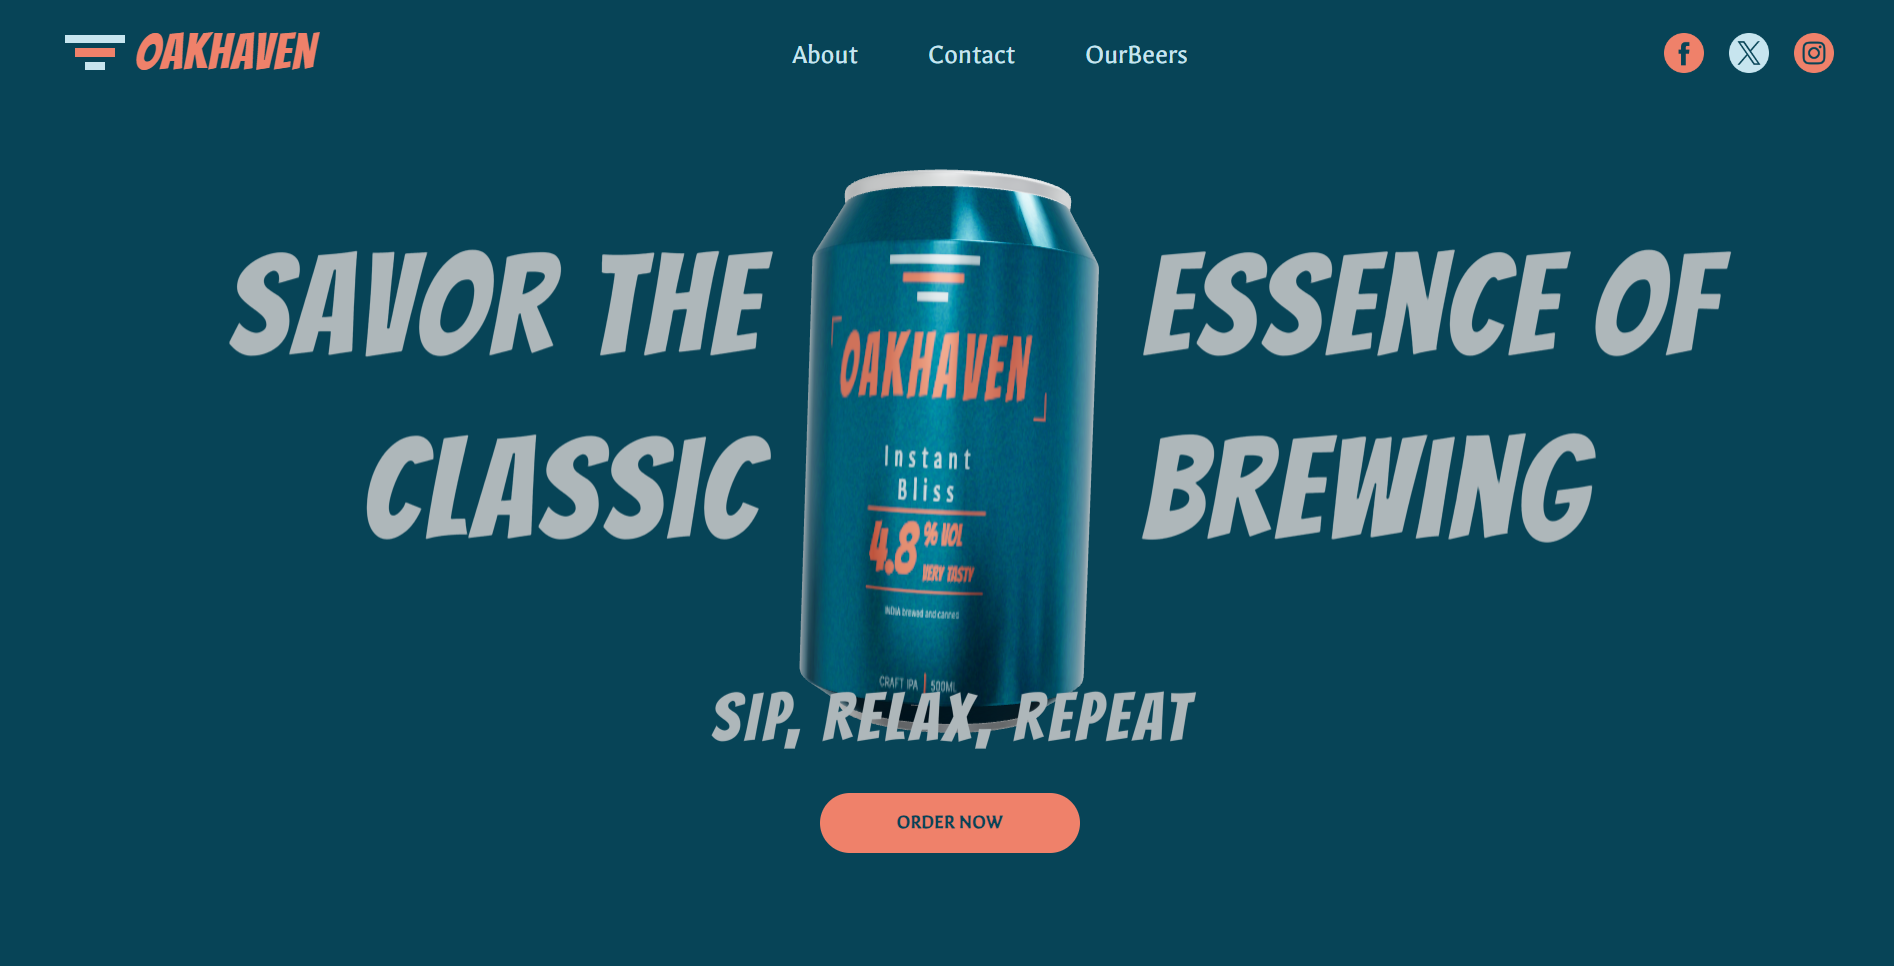 OAKHAVEN
About Contact OurBeers
SAVOR THE ESSENCE OF
CLASSIC BREWING
OAKHAVEN
Instant
Bliss
4.8 % VOL
VERY TASTY
INDIA brewed and canned
CRAFT IPA | 500ML
SIP, RELAX, REPEAT
ORDER NOW